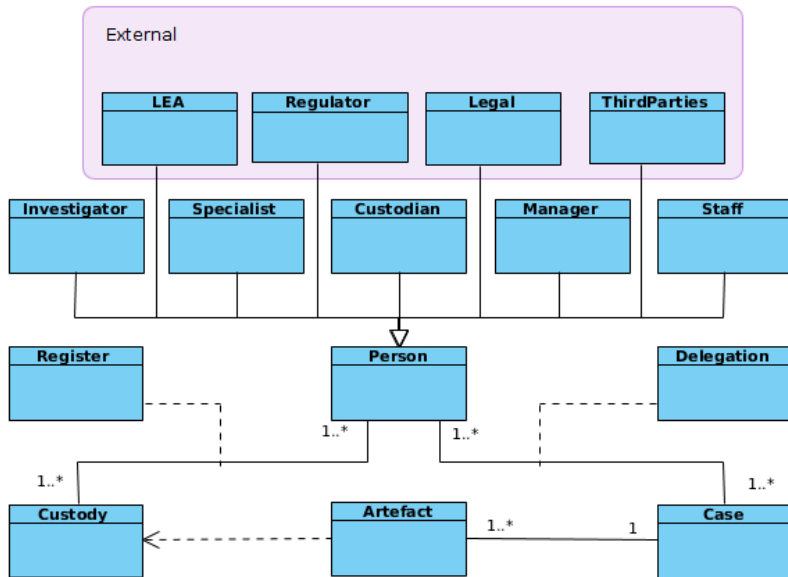 External
LEA
Regulator
Legal
ThirdParties
Investigator
Specialist
Custodian
Manager
Staff
Register
Person
Delegation
1..*
1..*
1..*
1..*
Custody
Artefact
1..*
1
Case